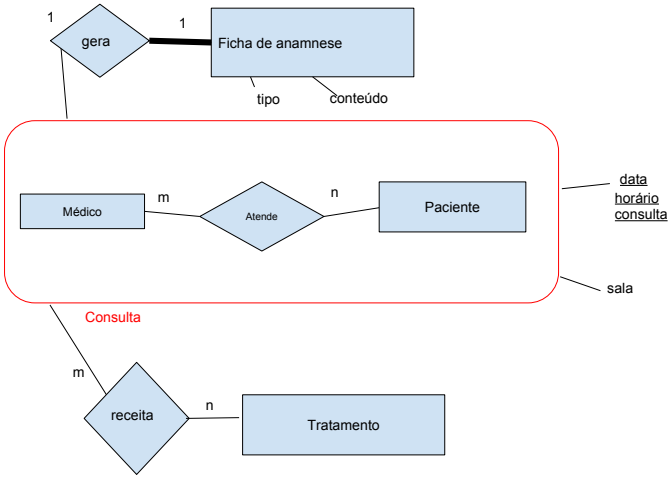 1
1
gera
Ficha de anamnese
tipo
conteúdo
m
n
Médico
Atende
Paciente
data
horário
consulta
sala
Consulta
m
n
receita
Tratamento